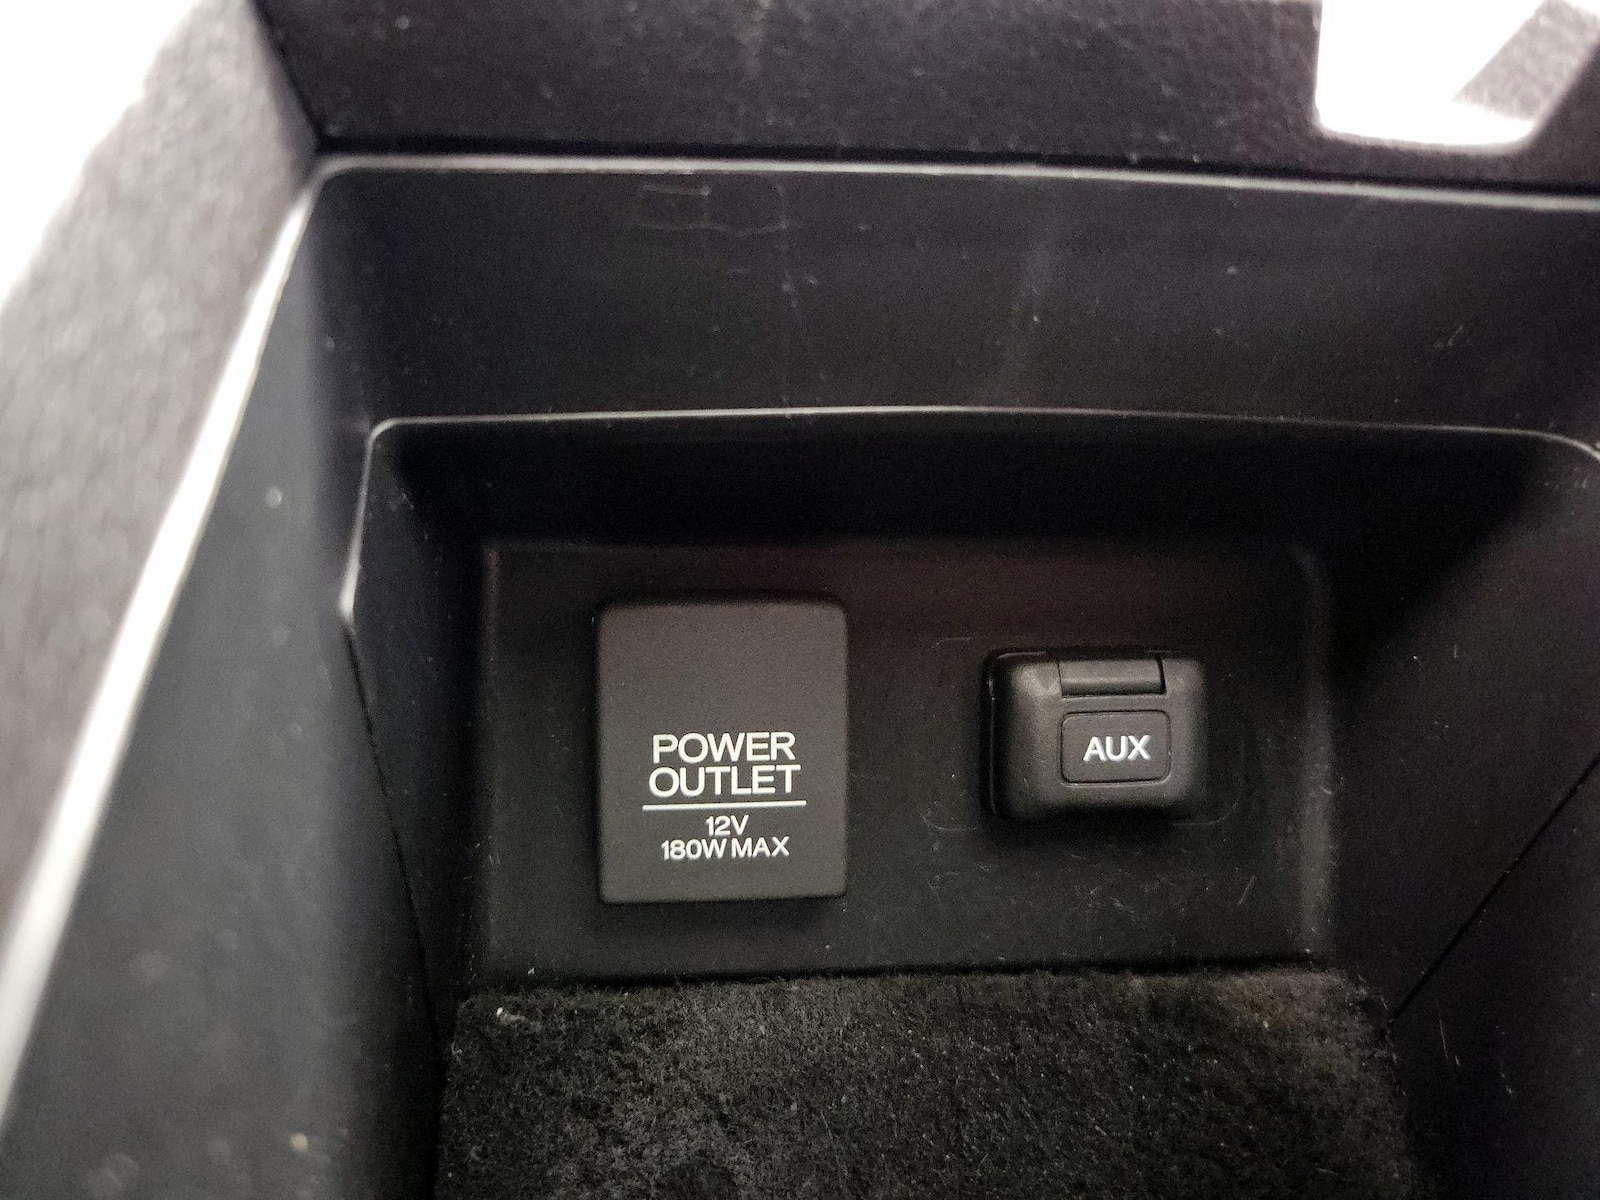 POWER
OUTLET
12V
180W MAX
AUX